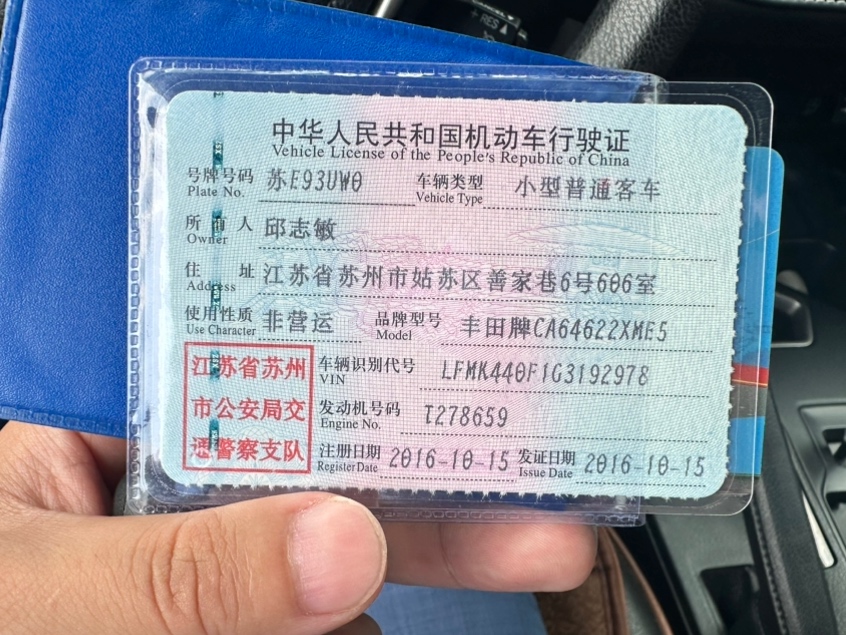 RES
中华人民共和国机动车行驶证
Vehicle License of the People's Republic of China
号牌号码 苏E93UW0 车辆类型 小型普通客车
Plate No. Vehicle Type
所有人 邱志敏
Owner
住址 江苏省苏州市姑苏区善家巷6号606室
Address
使用性质 非营运 品牌型号 丰田牌CA64622XME5
Use Character Model
江苏省苏州 车辆识别代号 LFMK440F1G3192978
VIN
市公安局交 发动机号码 T278659
Engine No.
通警察支队 注册日期 2016-10-15 发证日期 2016-10-15
Register Date Issue Date